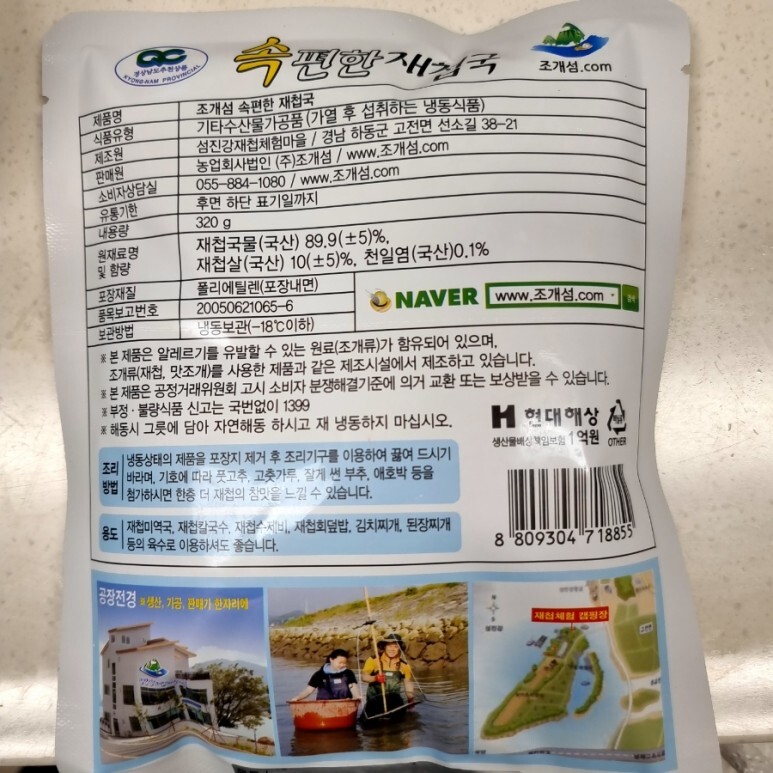 QC
경상남도추천상품
KYONG-NAM PROVINCIAL
속 편한 재첩국
조개섬.com
제품명 조개섬 속편한 재첩국
식품유형 기타수산물가공품 (가열 후 섭취하는 냉동식품)
제조원 섬진강재첩체험마을 / 경남 하동군 고전면 선소길 38-21
판매원 농업회사법인 (주)조개섬 / www.조개섬.com
소비자상담실 055-884-1080 / www.조개섬.com
유통기한 후면 하단 표기일까지
내용량 320 g
원재료명 및 함량 재첩국물(국산) 89.9(±5)%,
재첩살(국산) 10(±5)%, 천일염(국산)0.1%
포장재질 폴리에틸렌(포장내면)
품목보고번호 20050621065-6
보관방법 냉동보관(-18℃이하)
NAVER www.조개섬.com
※ 본 제품은 알레르기를 유발할 수 있는 원료(조개류)가 함유되어 있으며,
조개류(재첩, 맛조개)를 사용한 제품과 같은 제조시설에서 제조하고 있습니다.
※ 본 제품은 공정거래위원회 고시 소비자 분쟁해결기준에 의거 교환 또는 보상받을 수 있습니다.
※ 부정·불량식품 신고는 국번없이 1399
※ 해동시 그릇에 담아 자연해동 하시고 재 냉동하지 마십시오.
현대해상
생산물배상책임보험 1억원
OTHER
조리방법 냉동상태의 제품을 포장지 제거 후 조리기구를 이용하여 끓여 드시기
바라며, 기호에 따라 풋고추, 고춧가루, 잘게 썬 부추, 애호박 등을
첨가하시면 한층 더 재첩의 참맛을 느낄 수 있습니다.
용도 재첩미역국, 재첩칼국수, 재첩수제비, 재첩회덮밥, 김치찌개, 된장찌개
등의 육수로 이용하셔도 좋습니다.
8 809304 718855
공장전경 ※생산, 가공, 판매가 한자리에
재첩체험 캠핑장
섬진강